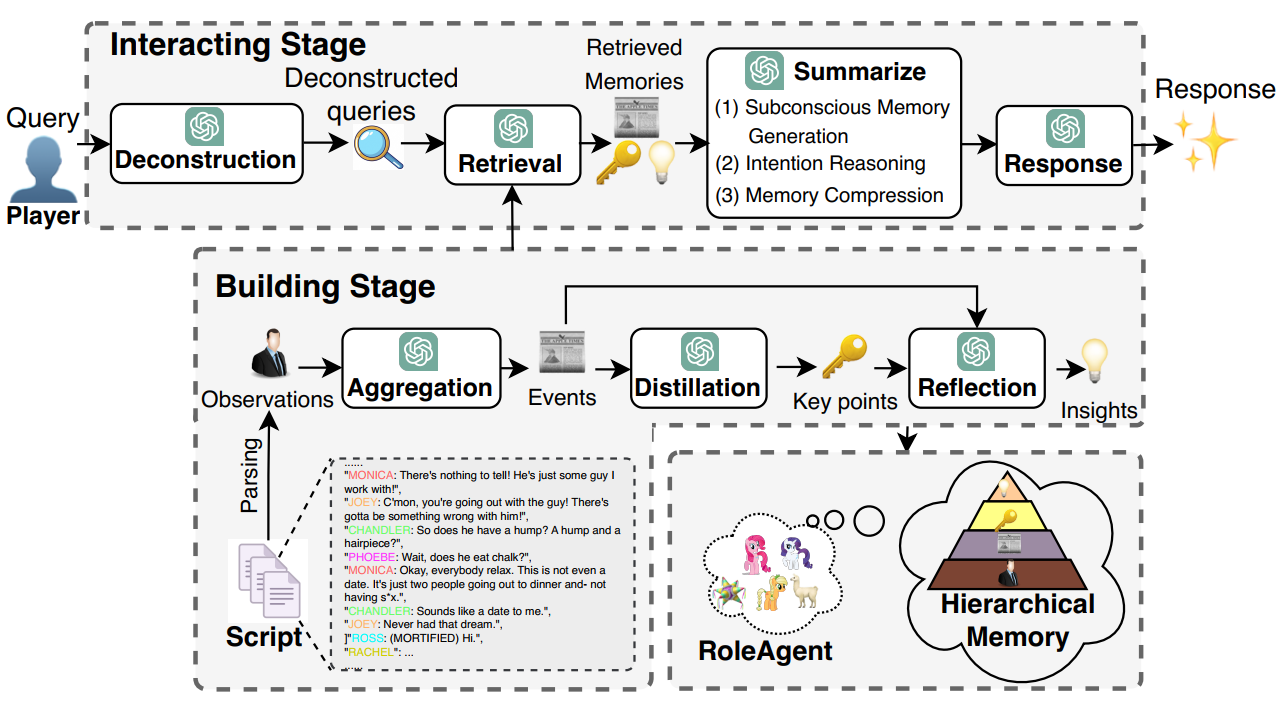 Interacting Stage
Query
Player
Deconstruction
Deconstructed
queries
Retrieval
Retrieved
Memories
Summarize
(1) Subconscious Memory
Generation
(2) Intention Reasoning
(3) Memory Compression
Response
Response
Building Stage
Observations
Aggregation
Events
Distillation
Key points
Reflection
Insights
Parsing
Script
......
"MONICA: There's nothing to tell! He's just some guy I
work with!",
"JOEY: C'mon, you're going out with the guy! There's
gotta be something wrong with him!",
"CHANDLER: So does he have a hump? A hump and a
hairpiece?",
"PHOEBE: Wait, does he eat chalk?",
"MONICA: Okay, everybody relax. This is not even a
date. It's just two people going out to dinner and- not
having s*x.",
"CHANDLER: Sounds like a date to me.",
"JOEY: Never had that dream.",
]"ROSS: (MORTIFIED) Hi.",
"RACHEL": ...
......
RoleAgent
Hierarchical
Memory